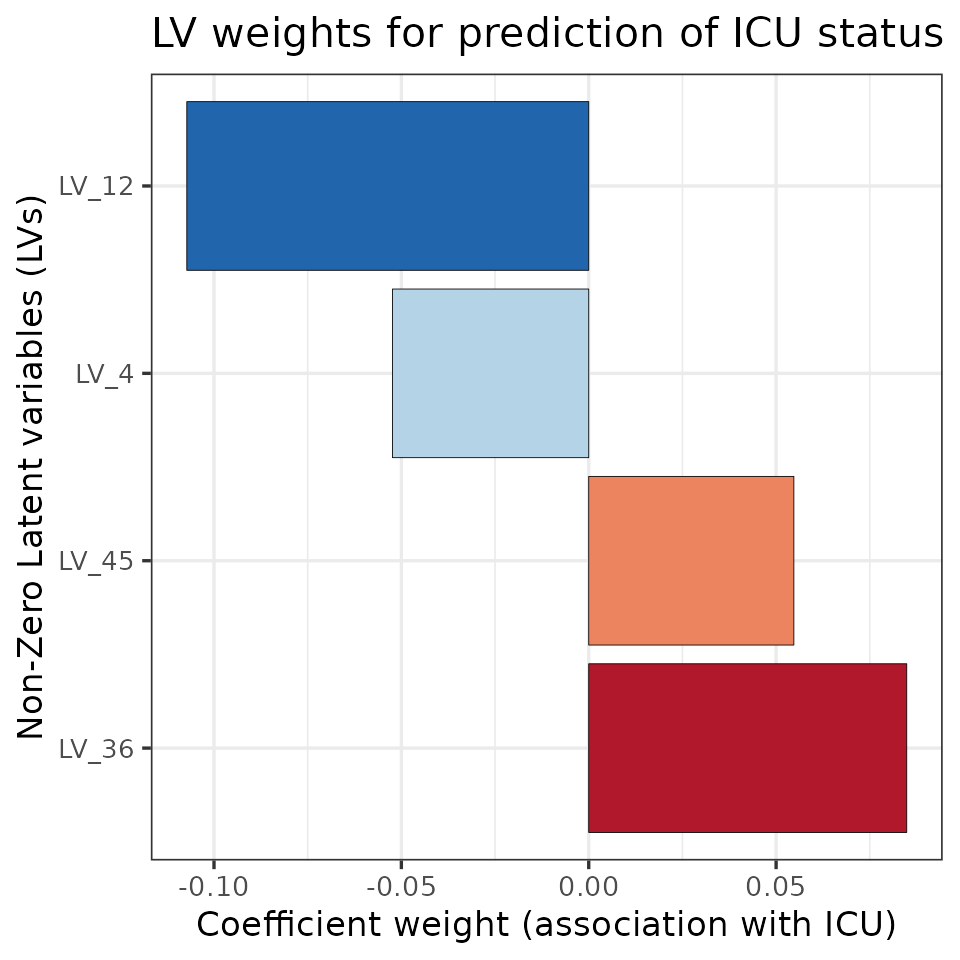 LV weights for prediction of ICU status
Non-Zero Latent variables (LVs)
LV_12
LV_4
LV_45
LV_36
-0.10 -0.05 0.00 0.05
Coefficient weight (association with ICU)